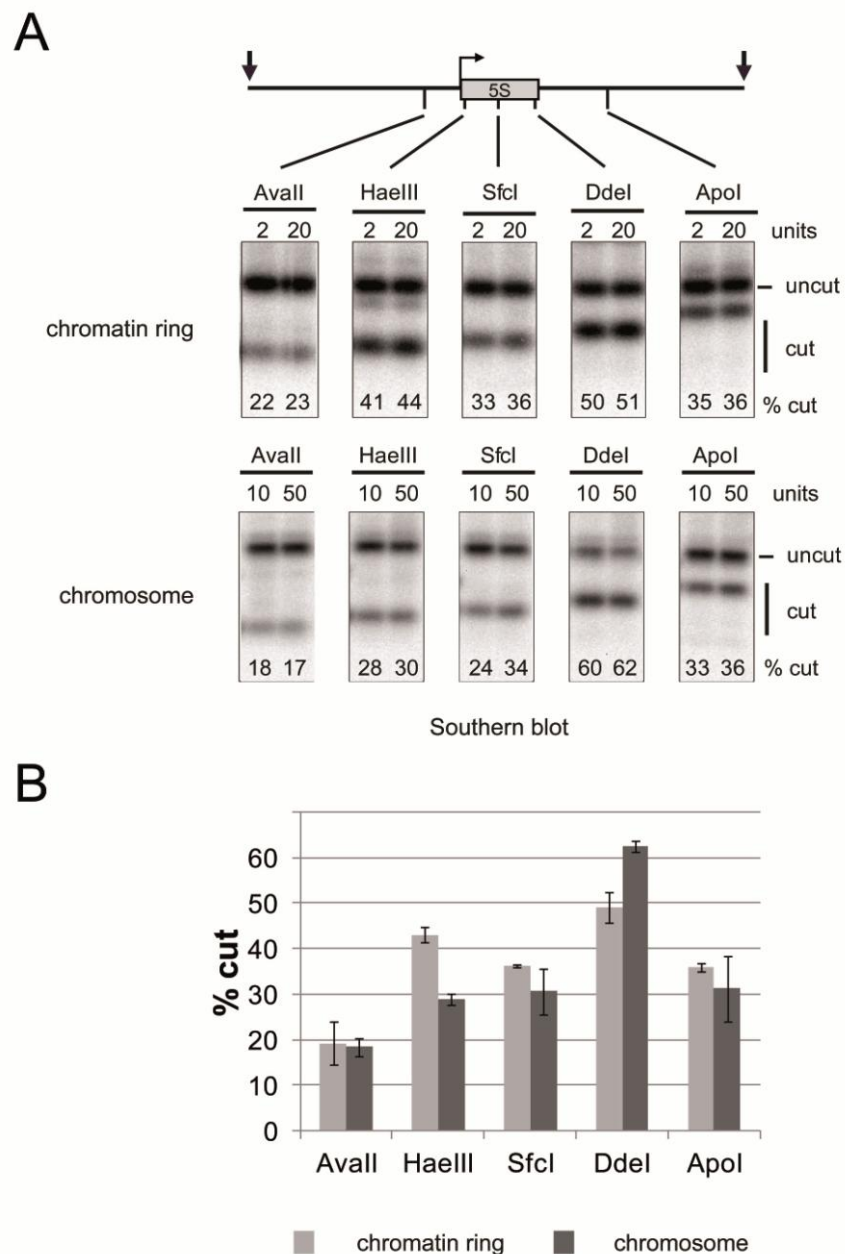 A
5S
AvaII HaeIII SfcI DdeI ApoI
2 20 2 20 2 20 2 20 2 20 units
uncut
chromatin ring
cut
22 23 41 44 33 36 50 51 35 36 % cut
AvaII HaeIII SfcI DdeI ApoI
10 50 10 50 10 50 10 50 10 50 units
uncut
chromosome
cut
18 17 28 30 24 34 60 62 33 36 % cut
Southern blot
B
% cut
60
50
40
30
20
10
0
AvaII HaeIII SfcI DdeI ApoI
chromatin ring chromosome